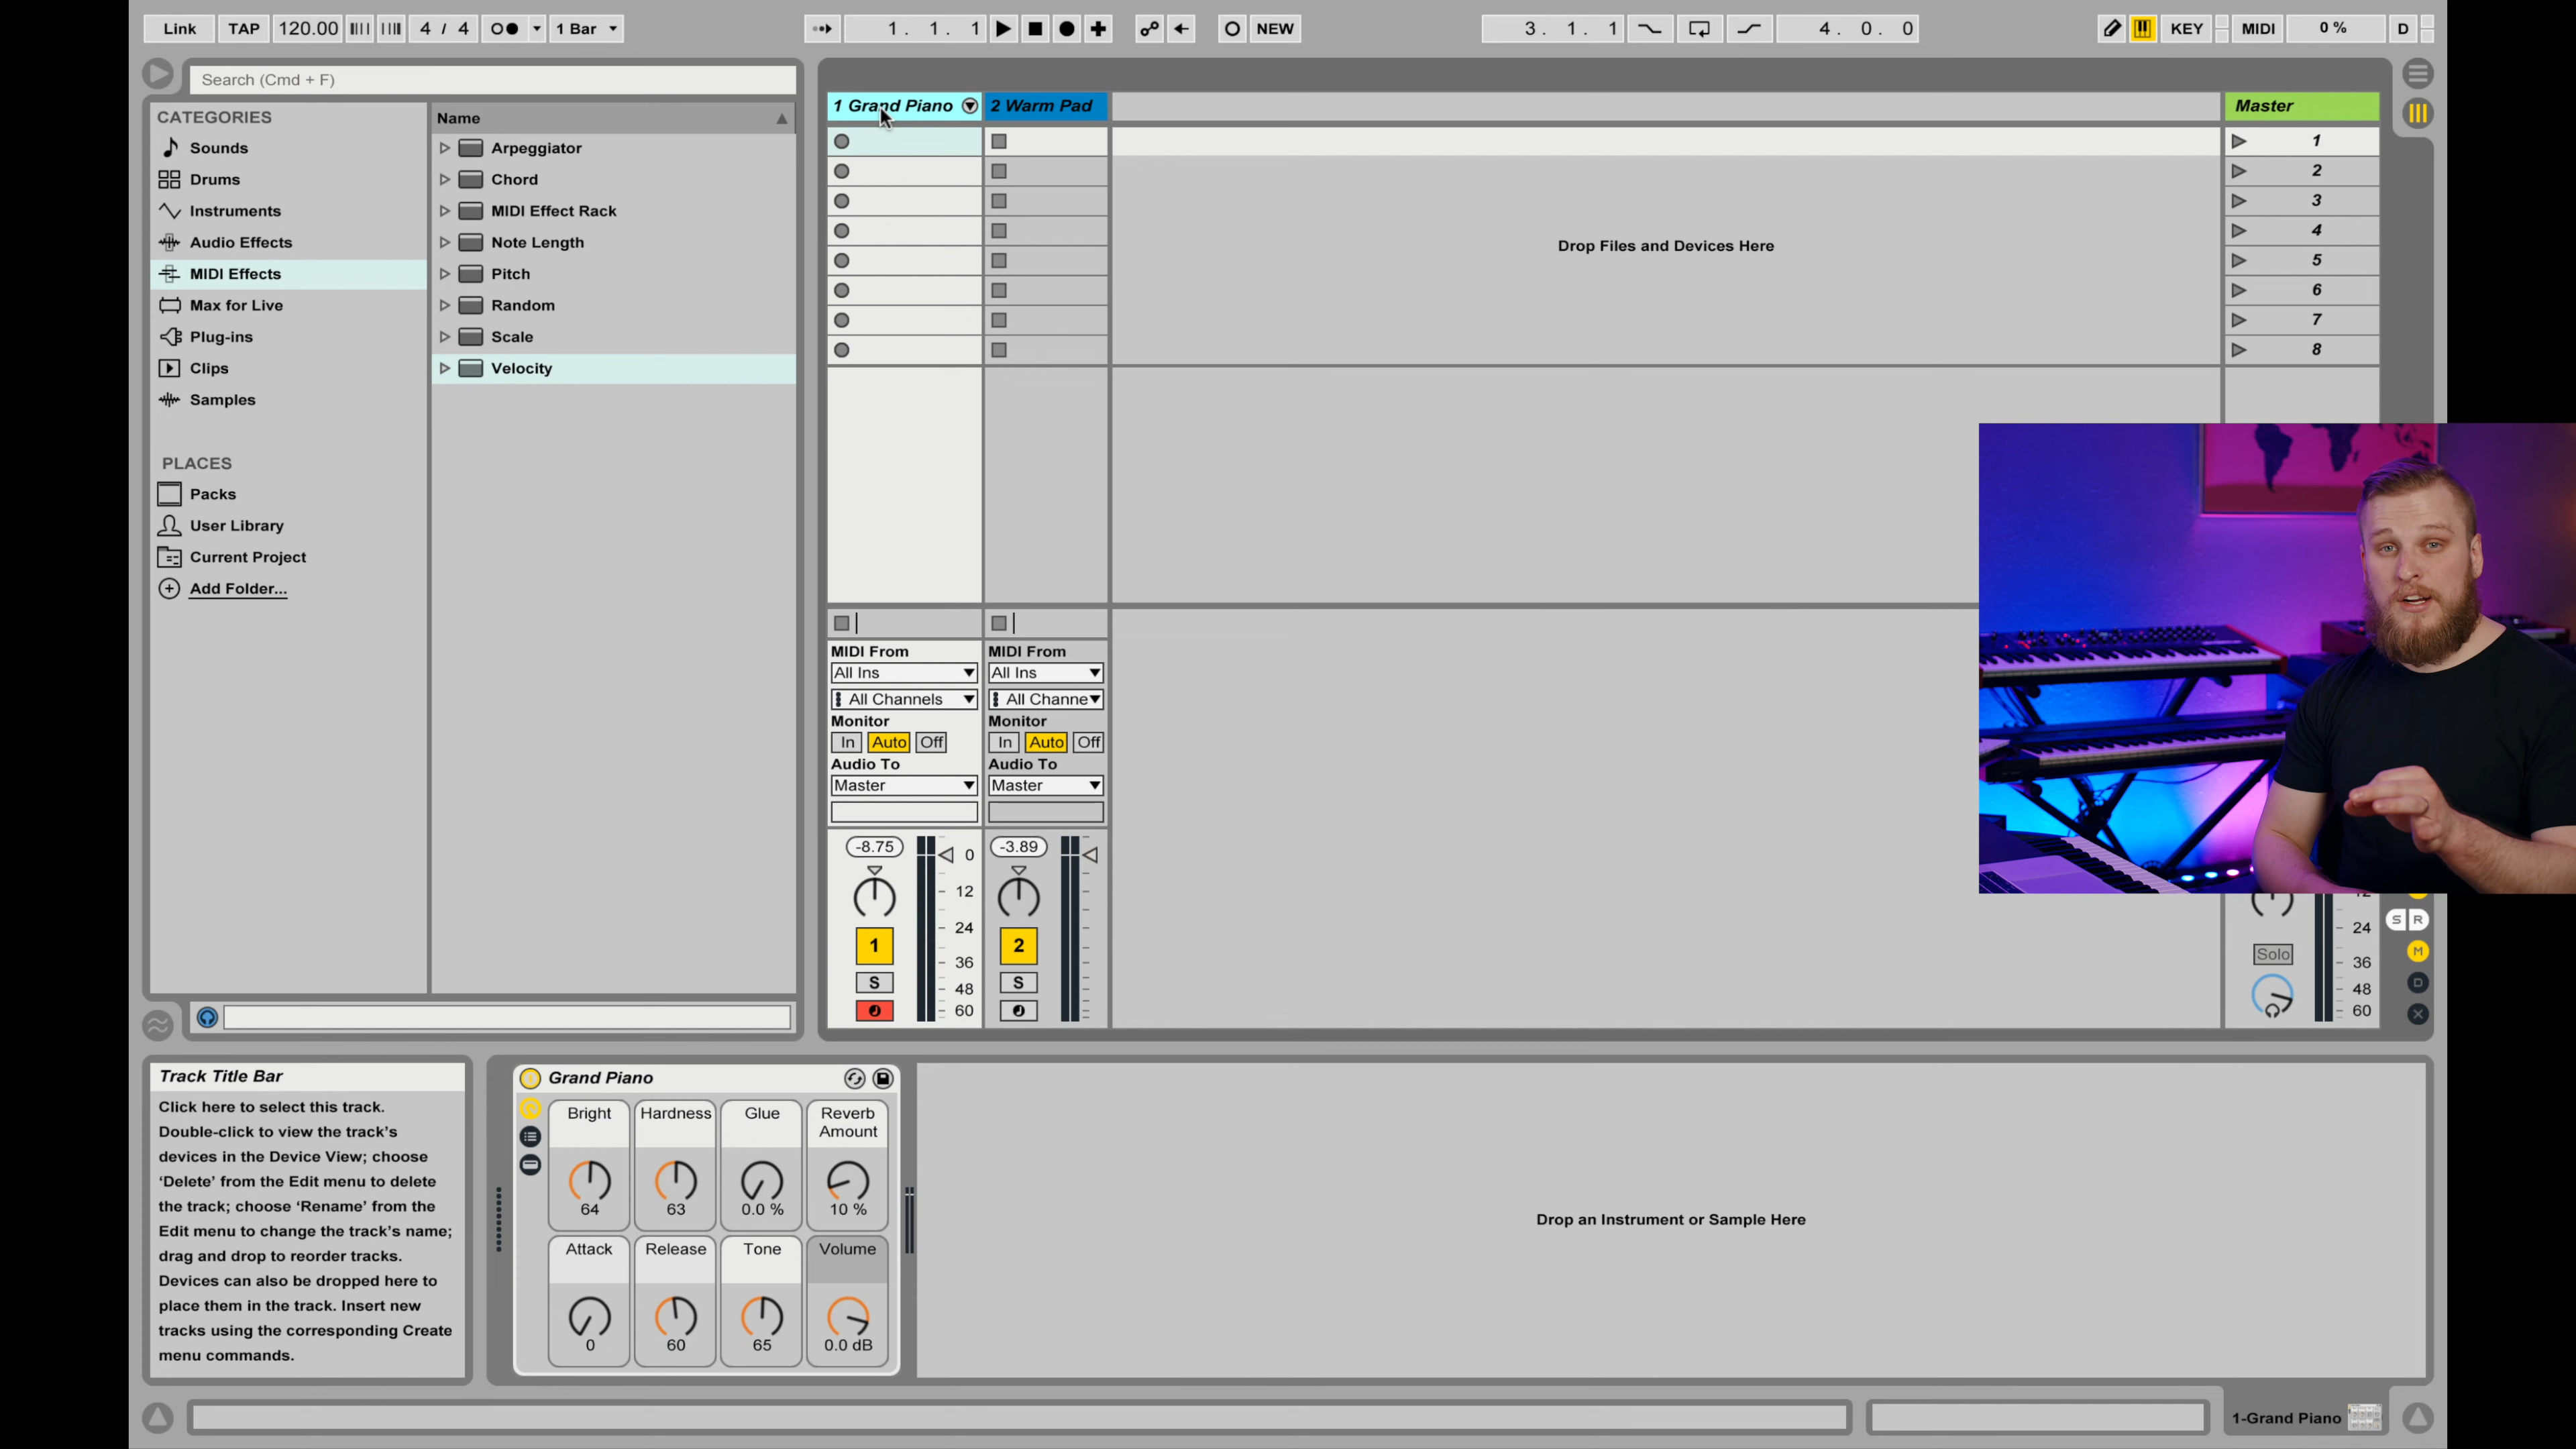 Link TAP 120.00 4 / 4 1 Bar 1. 1. 1 NEW 3. 1. 1 4. 0. 0 KEY MIDI 0 % D
Search (Cmd + F)
CATEGORIES
Sounds
Drums
Instruments
Audio Effects
MIDI Effects
Max for Live
Plug-ins
Clips
Samples
PLACES
Packs
User Library
Current Project
Add Folder...
Name
Arpeggiator
Chord
MIDI Effect Rack
Note Length
Pitch
Random
Scale
Velocity
1 Grand Piano 2 Warm Pad Master
1
2
3
4
5
6
7
8
Drop Files and Devices Here
MIDI From MIDI From
All Ins All Ins
All Channels All Channe
Monitor Monitor
In Auto Off In Auto Off
Audio To Audio To
Master Master
-8.75 -3.89
0
12
24
36
48
60
1 2
S S
24
36
48
60
Solo
S R
M
D
X
Track Title Bar
Click here to select this track.
Double-click to view the track's
devices in the Device View; choose
‘Delete’ from the Edit menu to delete
the track; choose ‘Rename’ from the
Edit menu to change the track’s name;
drag and drop to reorder tracks.
Devices can also be dropped here to
place them in the track. Insert new
tracks using the corresponding Create
menu commands.
Grand Piano
Bright Hardness Glue Reverb
Amount
64 63 0.0 % 10 %
Attack Release Tone Volume
0 60 65 0.0 dB
Drop an Instrument or Sample Here
1-Grand Piano